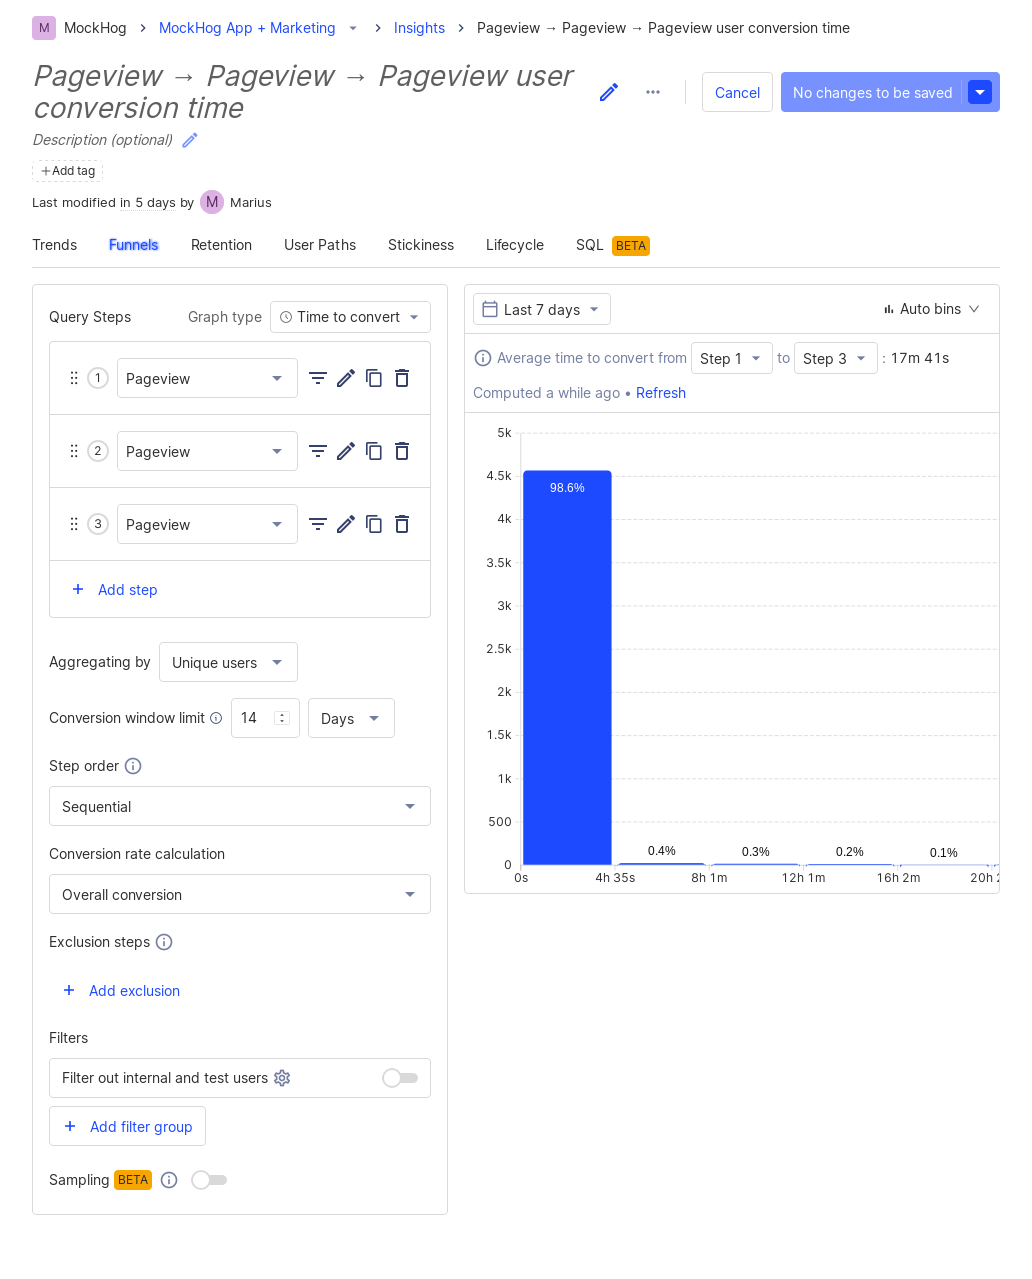 M MockHog > MockHog App + Marketing > Insights > Pageview → Pageview → Pageview user conversion time
Pageview → Pageview → Pageview user
conversion time
Cancel
No changes to be saved
Description (optional)
+Add tag
Last modified in 5 days by M Marius
Trends Funnels Retention User Paths Stickiness Lifecycle SQL BETA
Query Steps Graph type Time to convert
1 Pageview
2 Pageview
3 Pageview
+ Add step
Aggregating by Unique users
Conversion window limit 14 Days
Step order
Sequential
Conversion rate calculation
Overall conversion
Exclusion steps
+ Add exclusion
Filters
Filter out internal and test users
+ Add filter group
Sampling BETA
Last 7 days Auto bins
Average time to convert from Step 1 to Step 3 : 17m 41s
Computed a while ago • Refresh
5k
4.5k
98.6%
4k
3.5k
3k
2.5k
2k
1.5k
1k
500
0.4% 0.3% 0.2% 0.1%
0
0s 4h 35s 8h 1m 12h 1m 16h 2m 20h